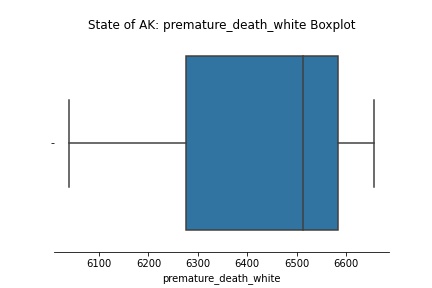 State of AK: premature_death_white Boxplot
-
6100 6200 6300 6400 6500 6600
premature_death_white